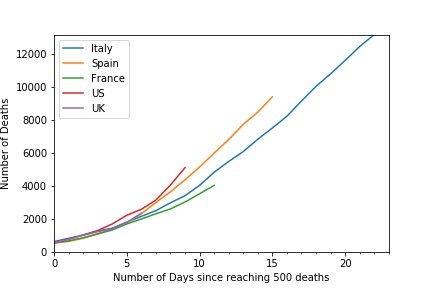 Italy
Spain
France
US
UK
12000
10000
8000
6000
4000
2000
0
Number of Deaths
0
5
10
15
20
Number of Days since reaching 500 deaths